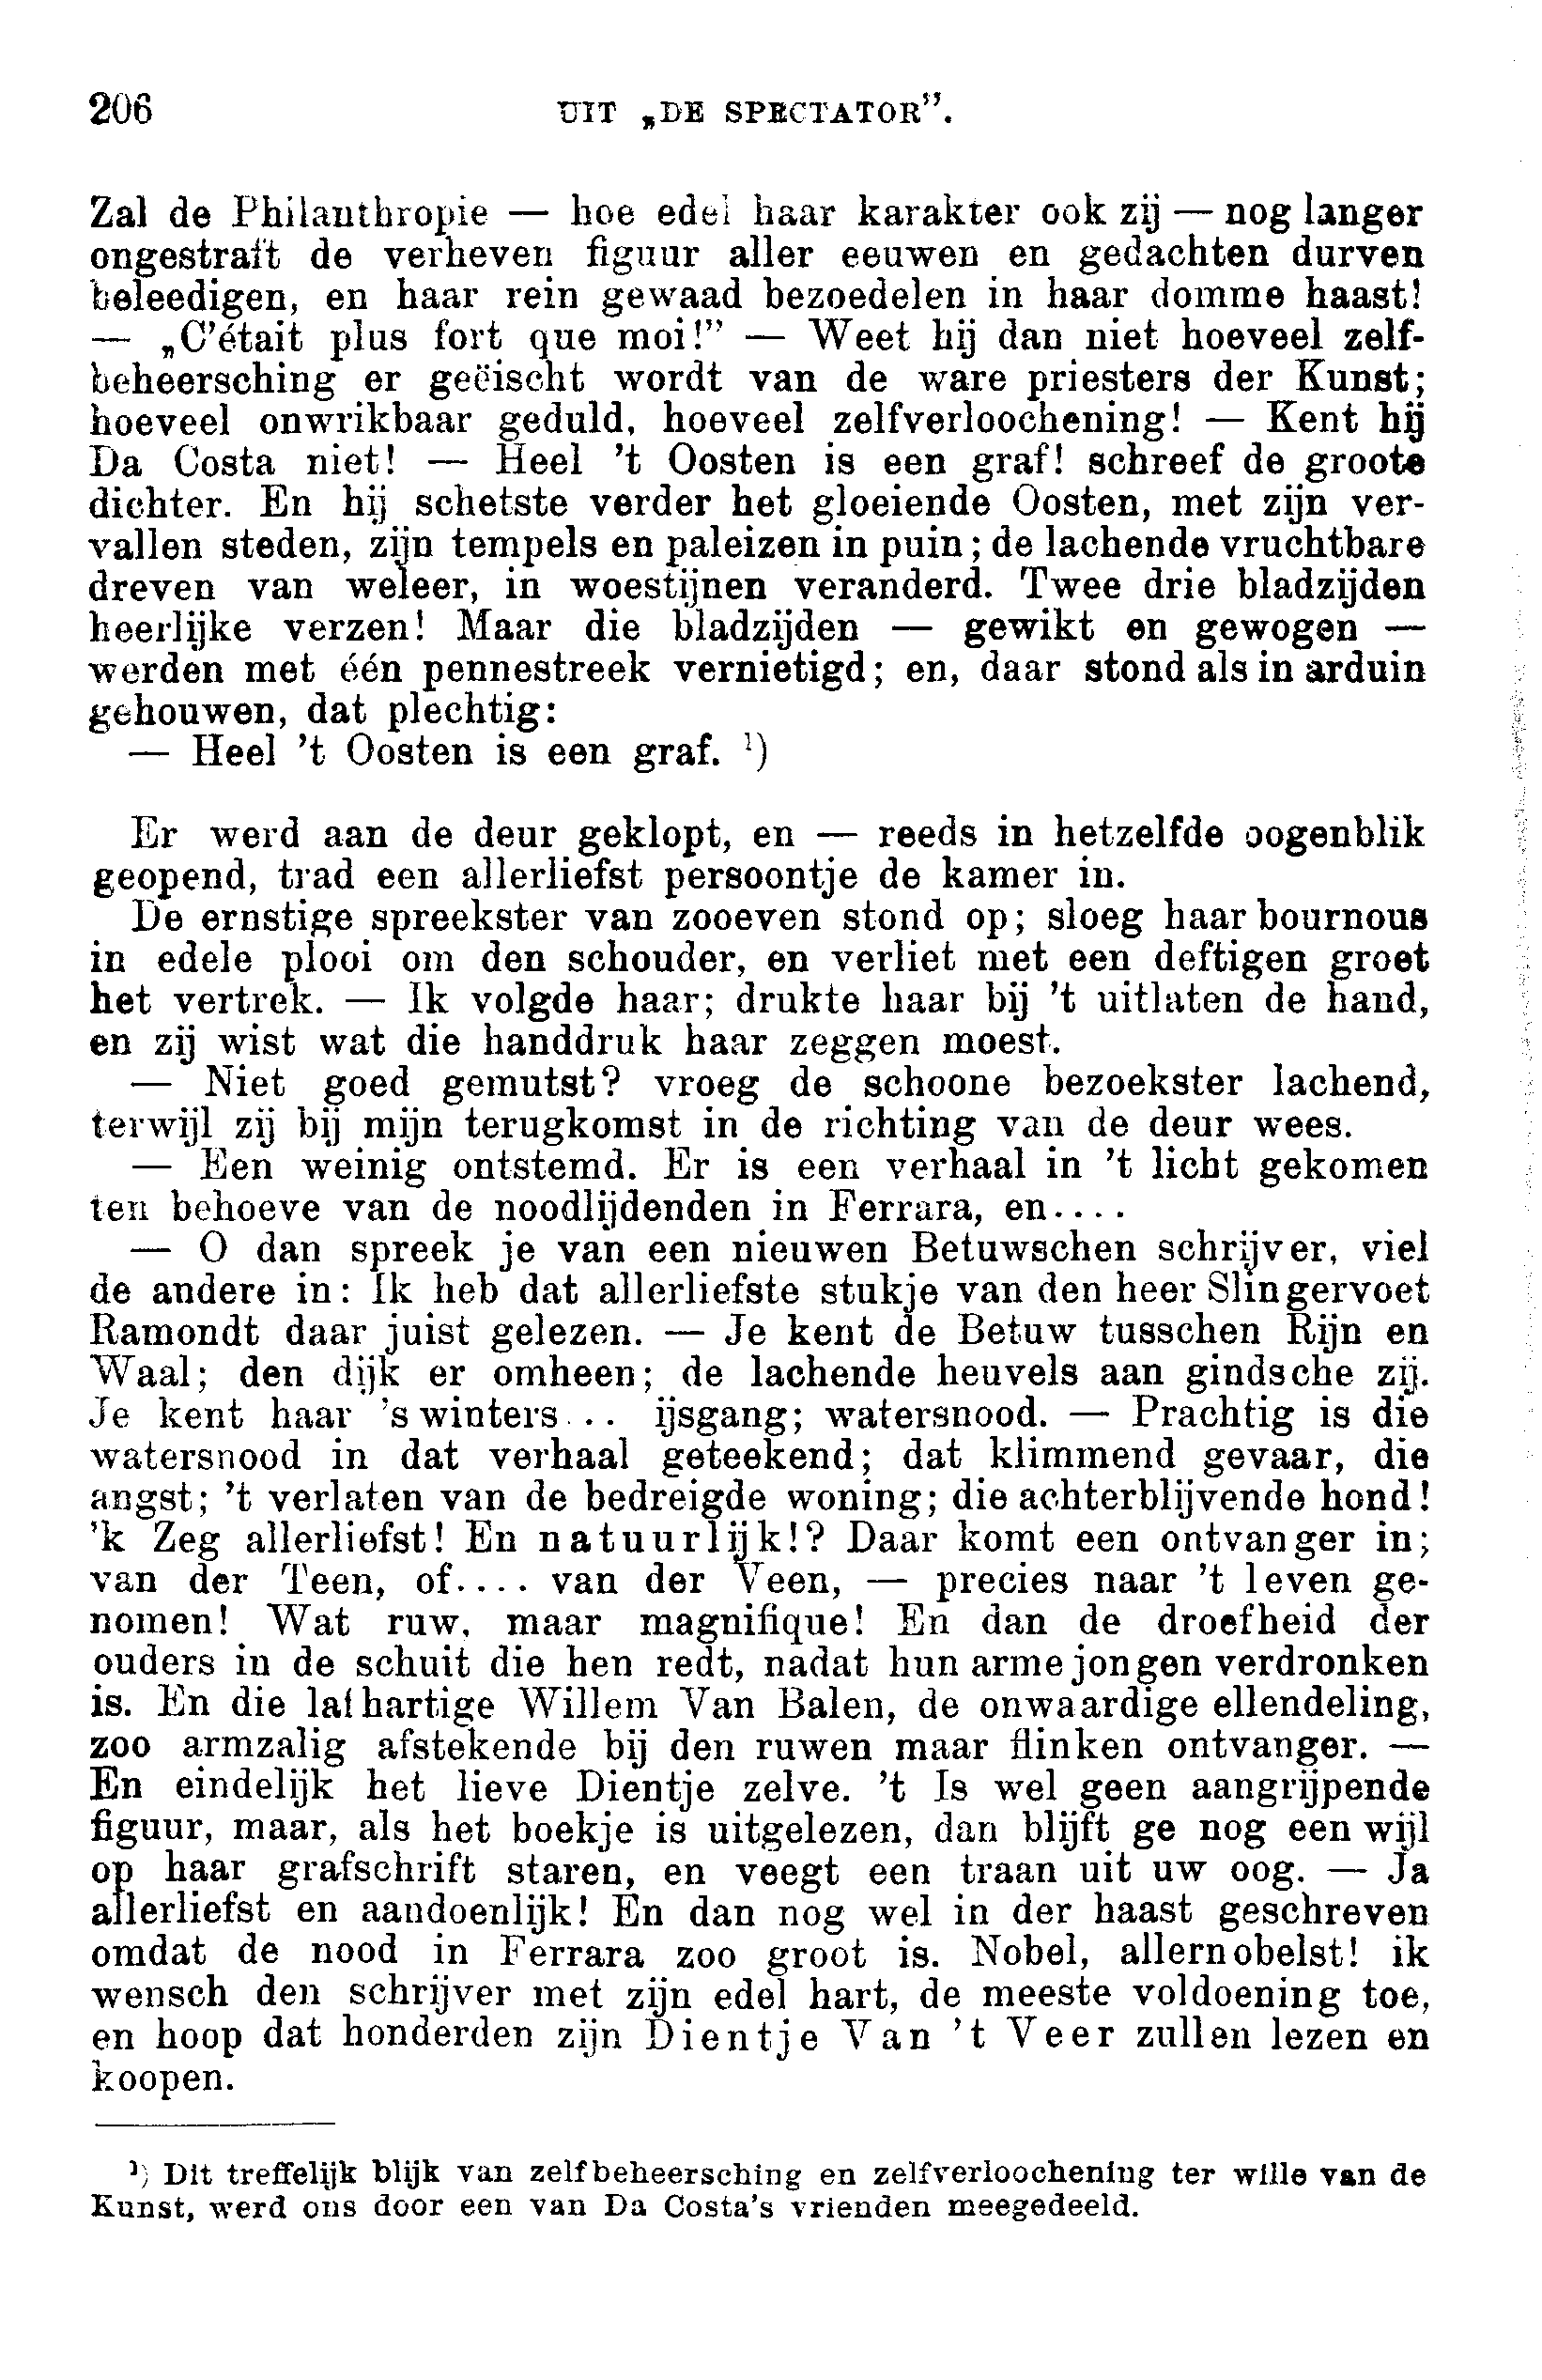 206 UIT „DE SPECTATOR”.
Zal de Philanthropie — hoe edel haar karakter ook zij — nog langer
ongestraft de verheven figuur aller eeuwen en gedachten durven
beleedigen, en haar rein gewaad bezoedelen in haar domme haast!
— „C'était plus fort que moi!” — Weet hij dan niet hoeveel zelf-
beheersching er geëischt wordt van de ware priesters der Kunst;
hoeveel onwrikbaar geduld, hoeveel zelfverloochening! — Kent hij
Da Costa niet! — Heel 't Oosten is een graf! schreef de groote
dichter. En hij schetste verder het gloeiende Oosten, met zijn ver-
vallen steden, zijn tempels en paleizen in puin; de lachende vruchtbare
dreven van weleer, in woestijnen veranderd. Twee drie bladzijden
heerlijke verzen! Maar die bladzijden — gewikt en gewogen —
werden met één pennestreek vernietigd; en, daar stond als in arduin
gehouwen, dat plechtig:
— Heel 't Oosten is een graf. ¹)
Er werd aan de deur geklopt, en — reeds in hetzelfde oogenblik
geopend, trad een allerliefst persoontje de kamer in.
De ernstige spreekster van zooeven stond op; sloeg haar bournous
in edele plooi om den schouder, en verliet met een deftigen groet
het vertrek. — Ik volgde haar; drukte haar bij 't uitlaten de hand,
en zij wist wat die handdruk haar zeggen moest.
— Niet goed gemutst? vroeg de schoone bezoekster lachend,
terwijl zij bij mijn terugkomst in de richting van de deur wees.
— Een weinig ontstemd. Er is een verhaal in 't licht gekomen
ten behoeve van de noodlijdenden in Ferrara, en....
— O dan spreek je van een nieuwen Betuwschen schrijver, viel
de andere in: Ik heb dat allerliefste stukje van den heer Slingervoet
Ramondt daar juist gelezen. — Je kent de Betuw tusschen Rijn en
Waal; den dijk er omheen; de lachende heuvels aan gindsche zij.
Je kent haar 's winters... ijsgang; watersnood. — Prachtig is die
watersnood in dat verhaal geteekend; dat klimmend gevaar, die
angst; 't verlaten van de bedreigde woning; die achterblijvende hond!
'k Zeg allerliefst! En natuurlijk!? Daar komt een ontvanger in;
van der Teen, of.... van der Veen, — precies naar 't leven ge-
nomen! Wat ruw, maar magnifique! En dan de droefheid der
ouders in de schuit die hen redt, nadat hun arme jongen verdronken
is. En die lafhartige Willem Van Balen, de onwaardige ellendeling,
zoo armzalig afstekende bij den ruwen maar flinken ontvanger. —
En eindelijk het lieve Dientje zelve. 't Is wel geen aangrijpende
figuur, maar, als het boekje is uitgelezen, dan blijft ge nog een wijl
op haar grafschrift staren, en veegt een traan uit uw oog. — Ja
allerliefst en aandoenlijk! En dan nog wel in der haast geschreven
omdat de nood in Ferrara zoo groot is. Nobel, allernobelst! ik
wensch den schrijver met zijn edel hart, de meeste voldoening toe,
en hoop dat honderden zijn Dientje Van 't Veer zullen lezen en
koopen.
¹) Dit treffelijk blijk van zelfbeheersching en zelfverloochening ter wille van de
Kunst, werd ons door een van Da Costa's vrienden meegedeeld.